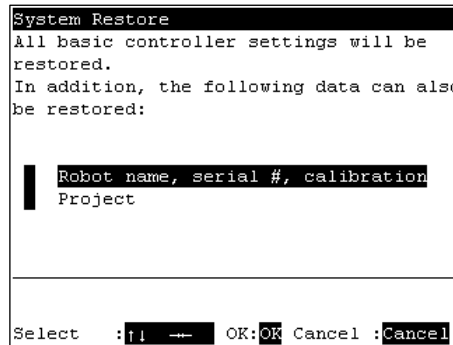 System Restore
All basic controller settings will be
restored.
In addition, the following data can also
be restored:
Robot name, serial #, calibration
Project
Select :↑↓ →← OK:OK Cancel :Cancel